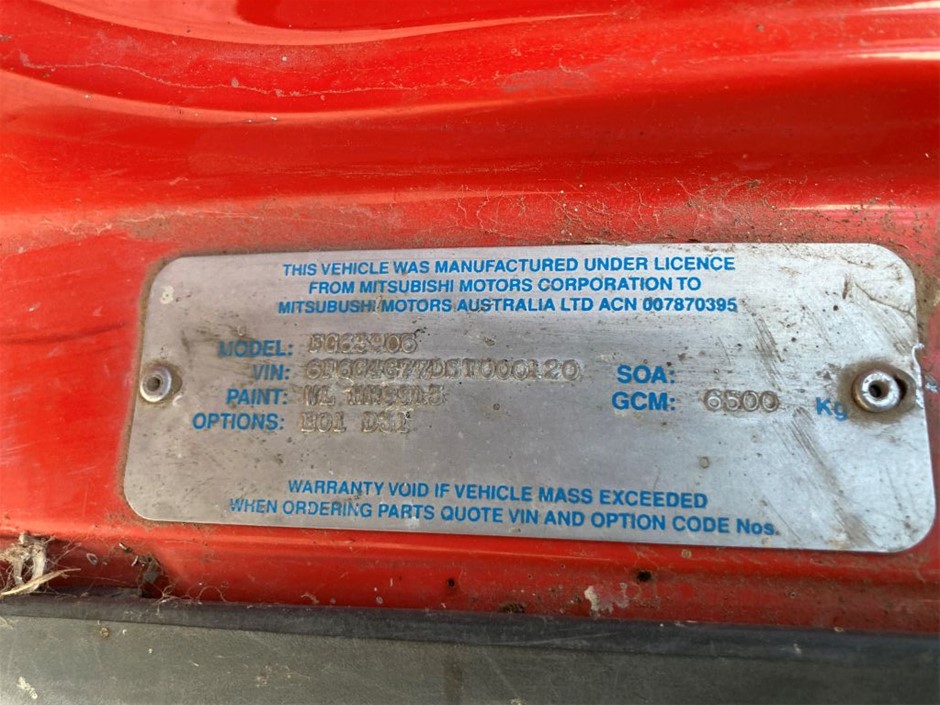 THIS VEHICLE WAS MANUFACTURED UNDER LICENCE
FROM MITSUBISHI MOTORS CORPORATION TO
MITSUBUSHI MOTORS AUSTRALIA LTD ACN 007870395
MODEL:
VIN:
SOA:
PAINT:
GCM: 6500 Kg
OPTIONS:
WARRANTY VOID IF VEHICLE MASS EXCEEDED
WHEN ORDERING PARTS QUOTE VIN AND OPTION CODE Nos.